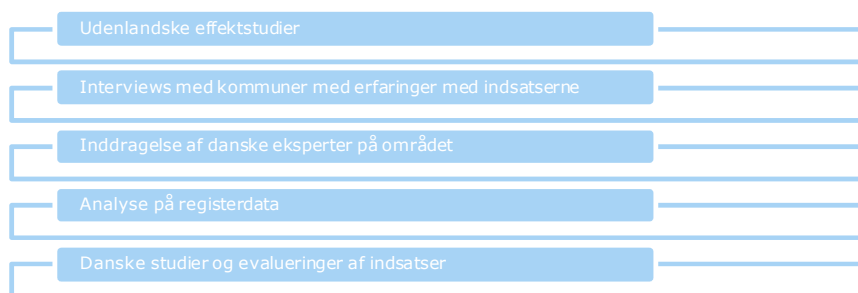 Udenlandske effektstudier
Interviews med kommuner med erfaringer med indsatserne
Inddragelse af danske eksperter på området
Analyse på registerdata
Danske studier og evalueringer af indsatser